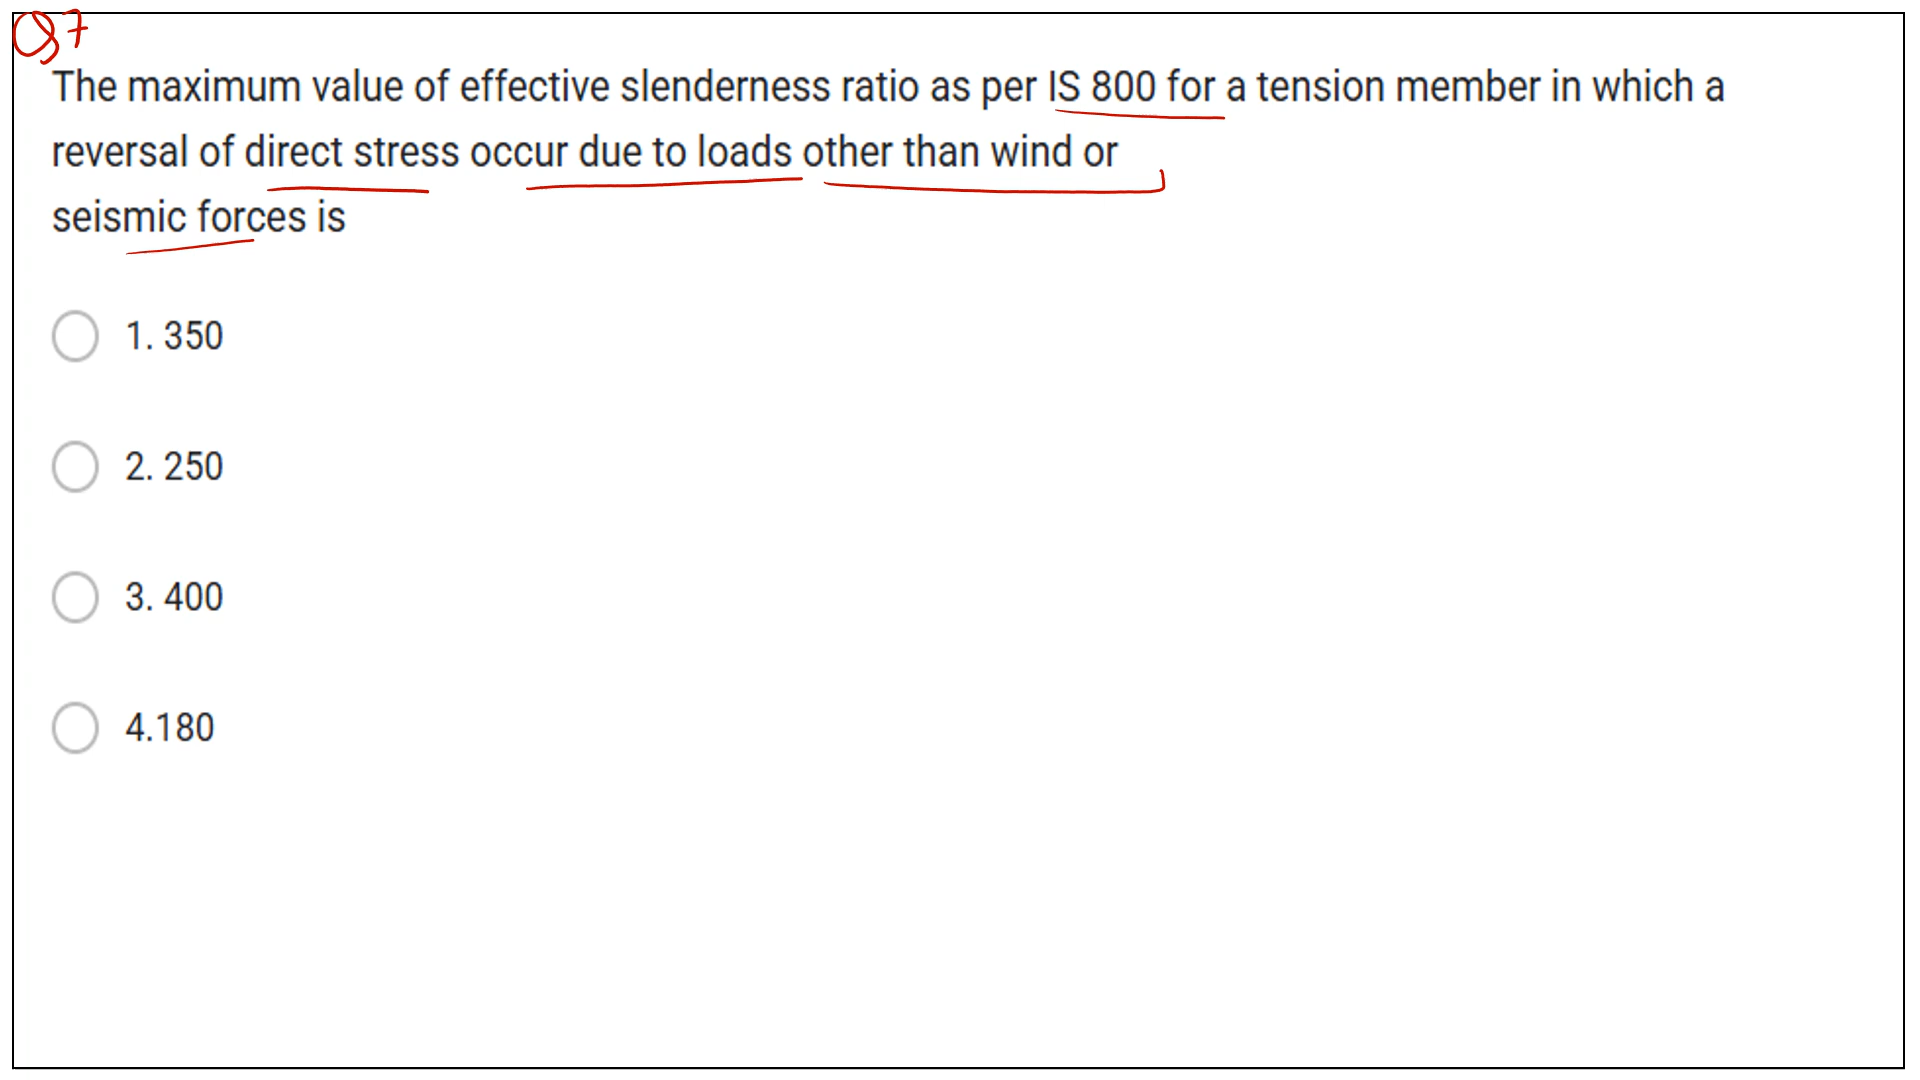 Q7
The maximum value of effective slenderness ratio as per IS 800 for a tension member in which a
reversal of direct stress occur due to loads other than wind or
seismic forces is
1. 350
2. 250
3. 400
4.180